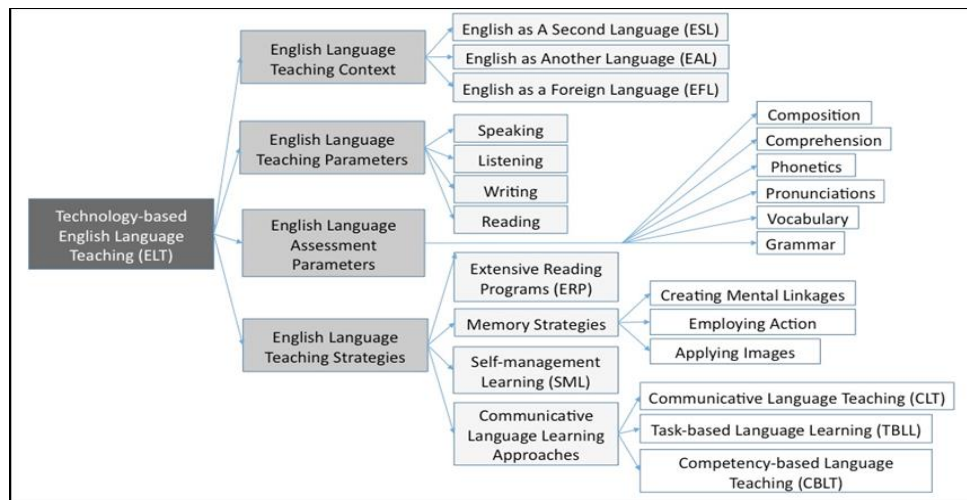 Technology-based
English Language
Teaching (ELT)
English Language
Teaching Context
English as A Second Language (ESL)
English as Another Language (EAL)
English as a Foreign Language (EFL)
English Language
Teaching Parameters
Speaking
Listening
Writing
Reading
English Language
Assessment
Parameters
Composition
Comprehension
Phonetics
Pronunciations
Vocabulary
Grammar
English Language
Teaching Strategies
Extensive Reading
Programs (ERP)
Memory Strategies
Creating Mental Linkages
Employing Action
Applying Images
Self-management
Learning (SML)
Communicative
Language Learning
Approaches
Communicative Language Teaching (CLT)
Task-based Language Learning (TBLL)
Competency-based Language
Teaching (CBLT)